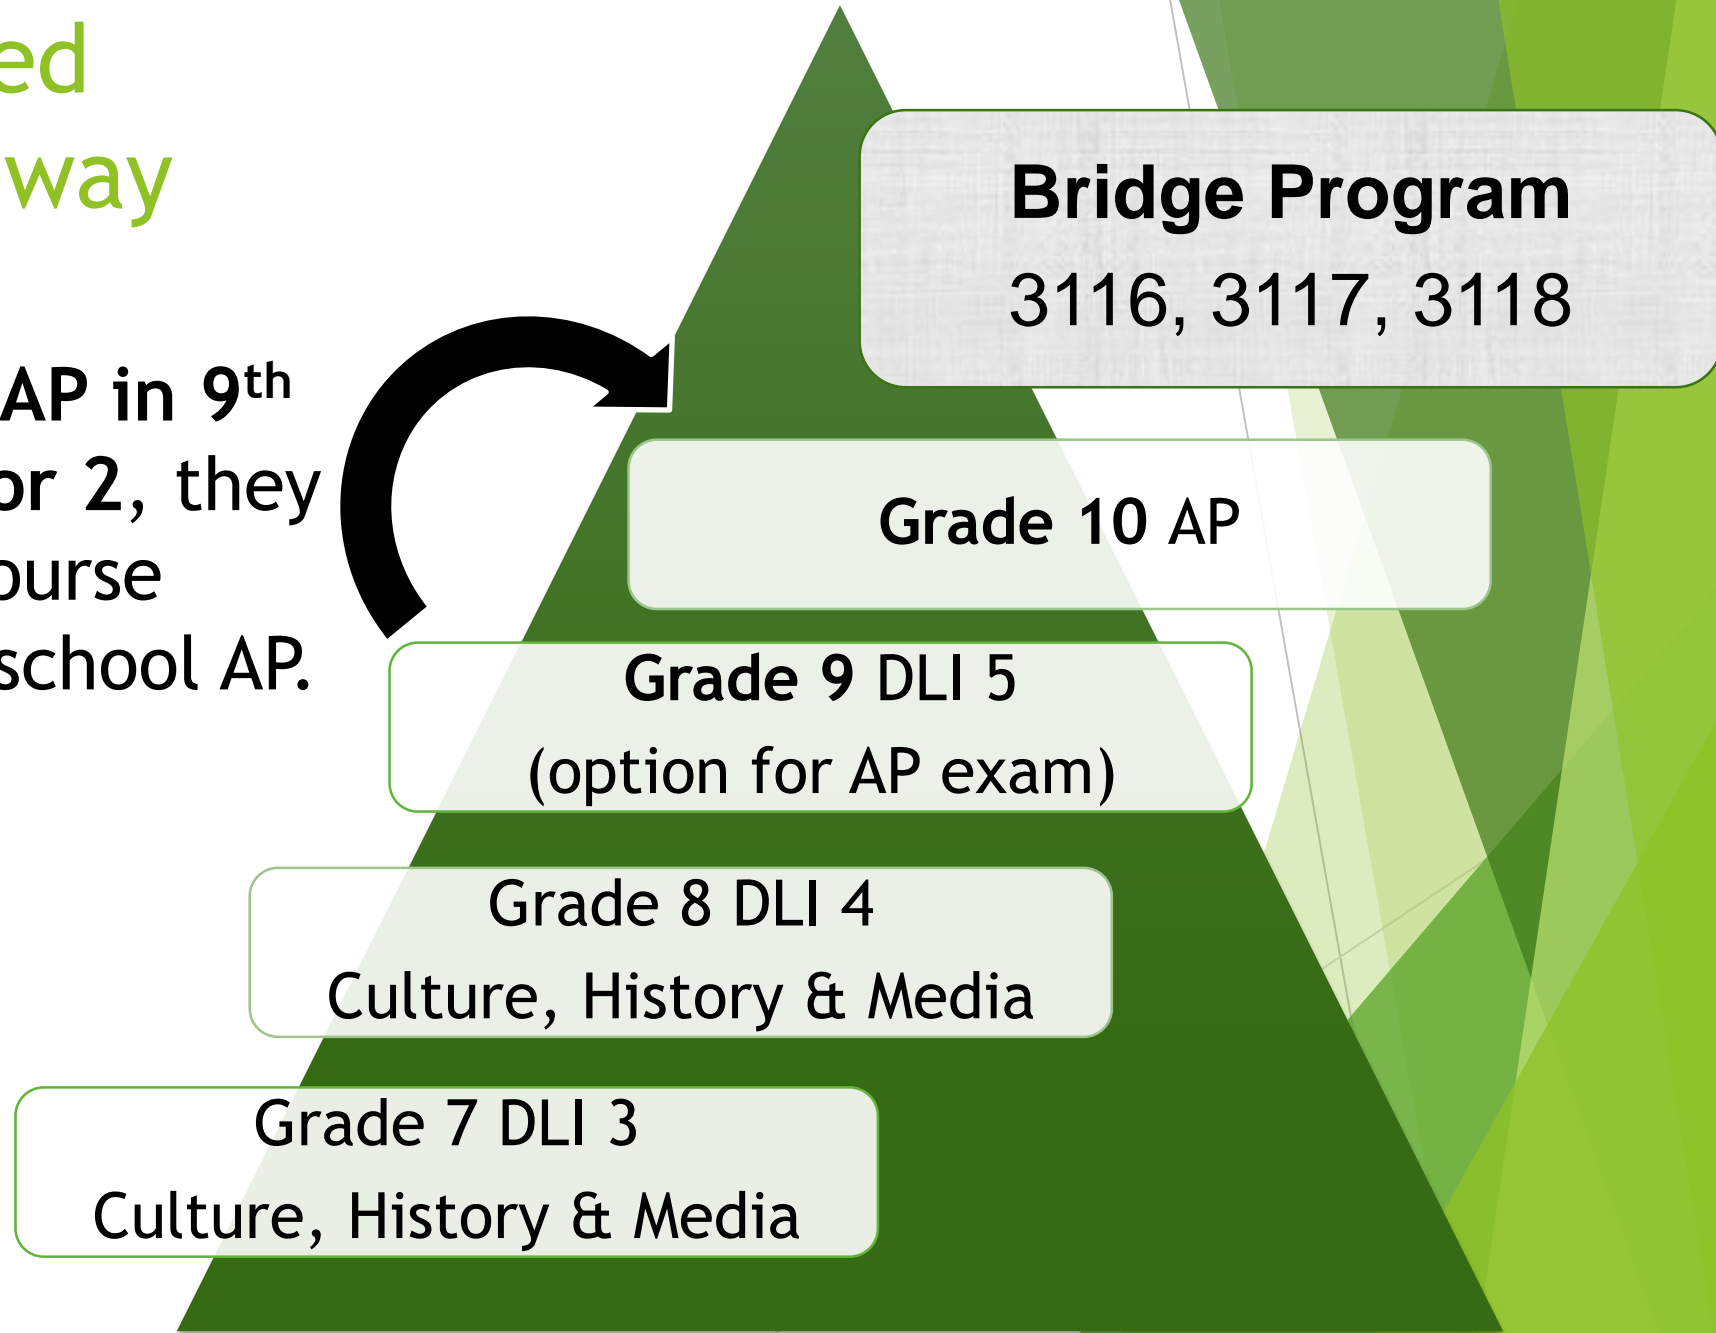 ed
way
Bridge Program
3116, 3117, 3118
AP in 9th
or 2, they
ourse
school AP.
Grade 10 AP
Grade 9 DLI 5
(option for AP exam)
Grade 8 DLI 4
Culture, History & Media
Grade 7 DLI 3
Culture, History & Media